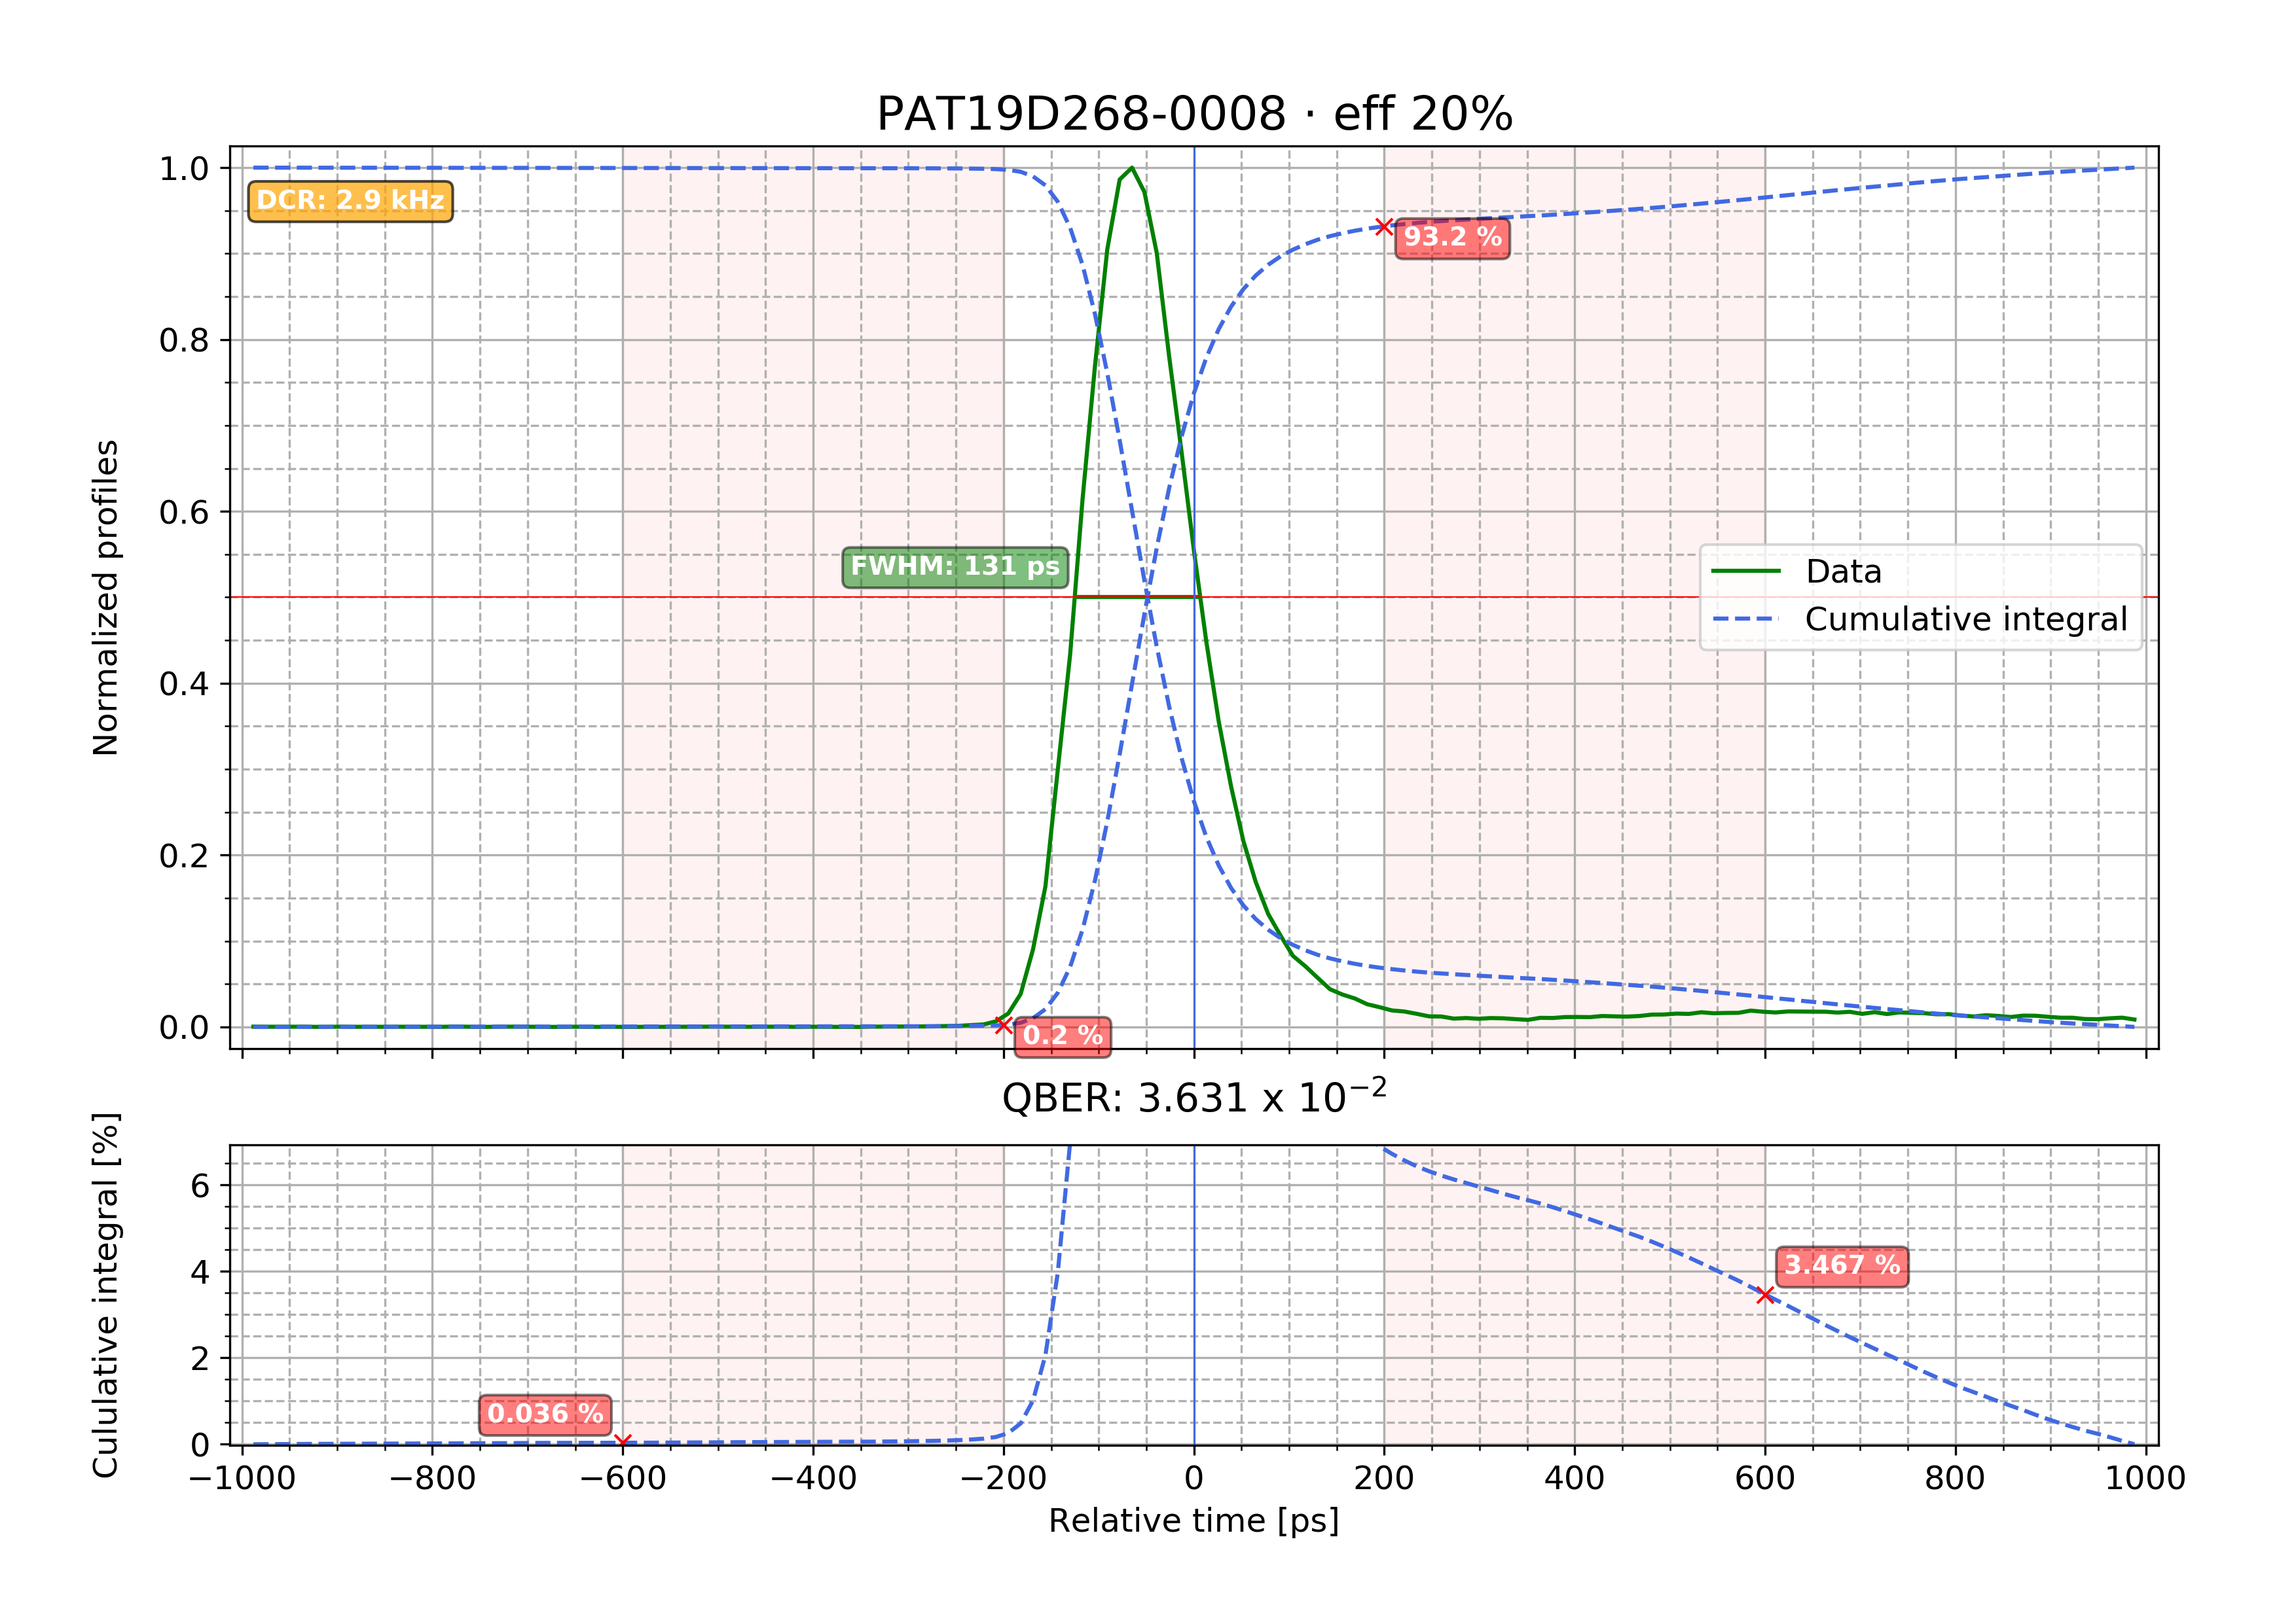 PAT19D268-0008 · eff 20%
Normalized profiles
1.0
0.8
0.6
0.4
0.2
0.0
DCR: 2.9 kHz
93.2 %
FWHM: 131 ps
Data
Cumulative integral
0.2 %
QBER: 3.631 x 10⁻²
Cululative integral [%]
6
4
2
0
3.467 %
0.036 %
−1000 −800 −600 −400 −200 0 200 400 600 800 1000
Relative time [ps]